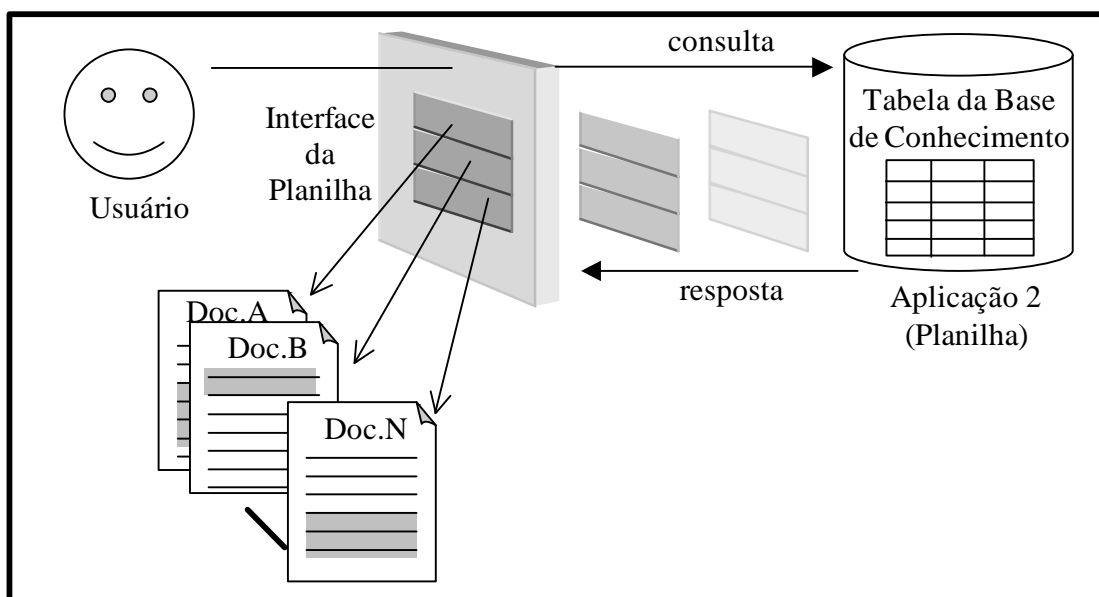 consulta
Tabela da Base
de Conhecimento
Interface
da
Planilha
Usuário
resposta
Aplicação 2
(Planilha)
Doc.A
Doc.B
Doc.N